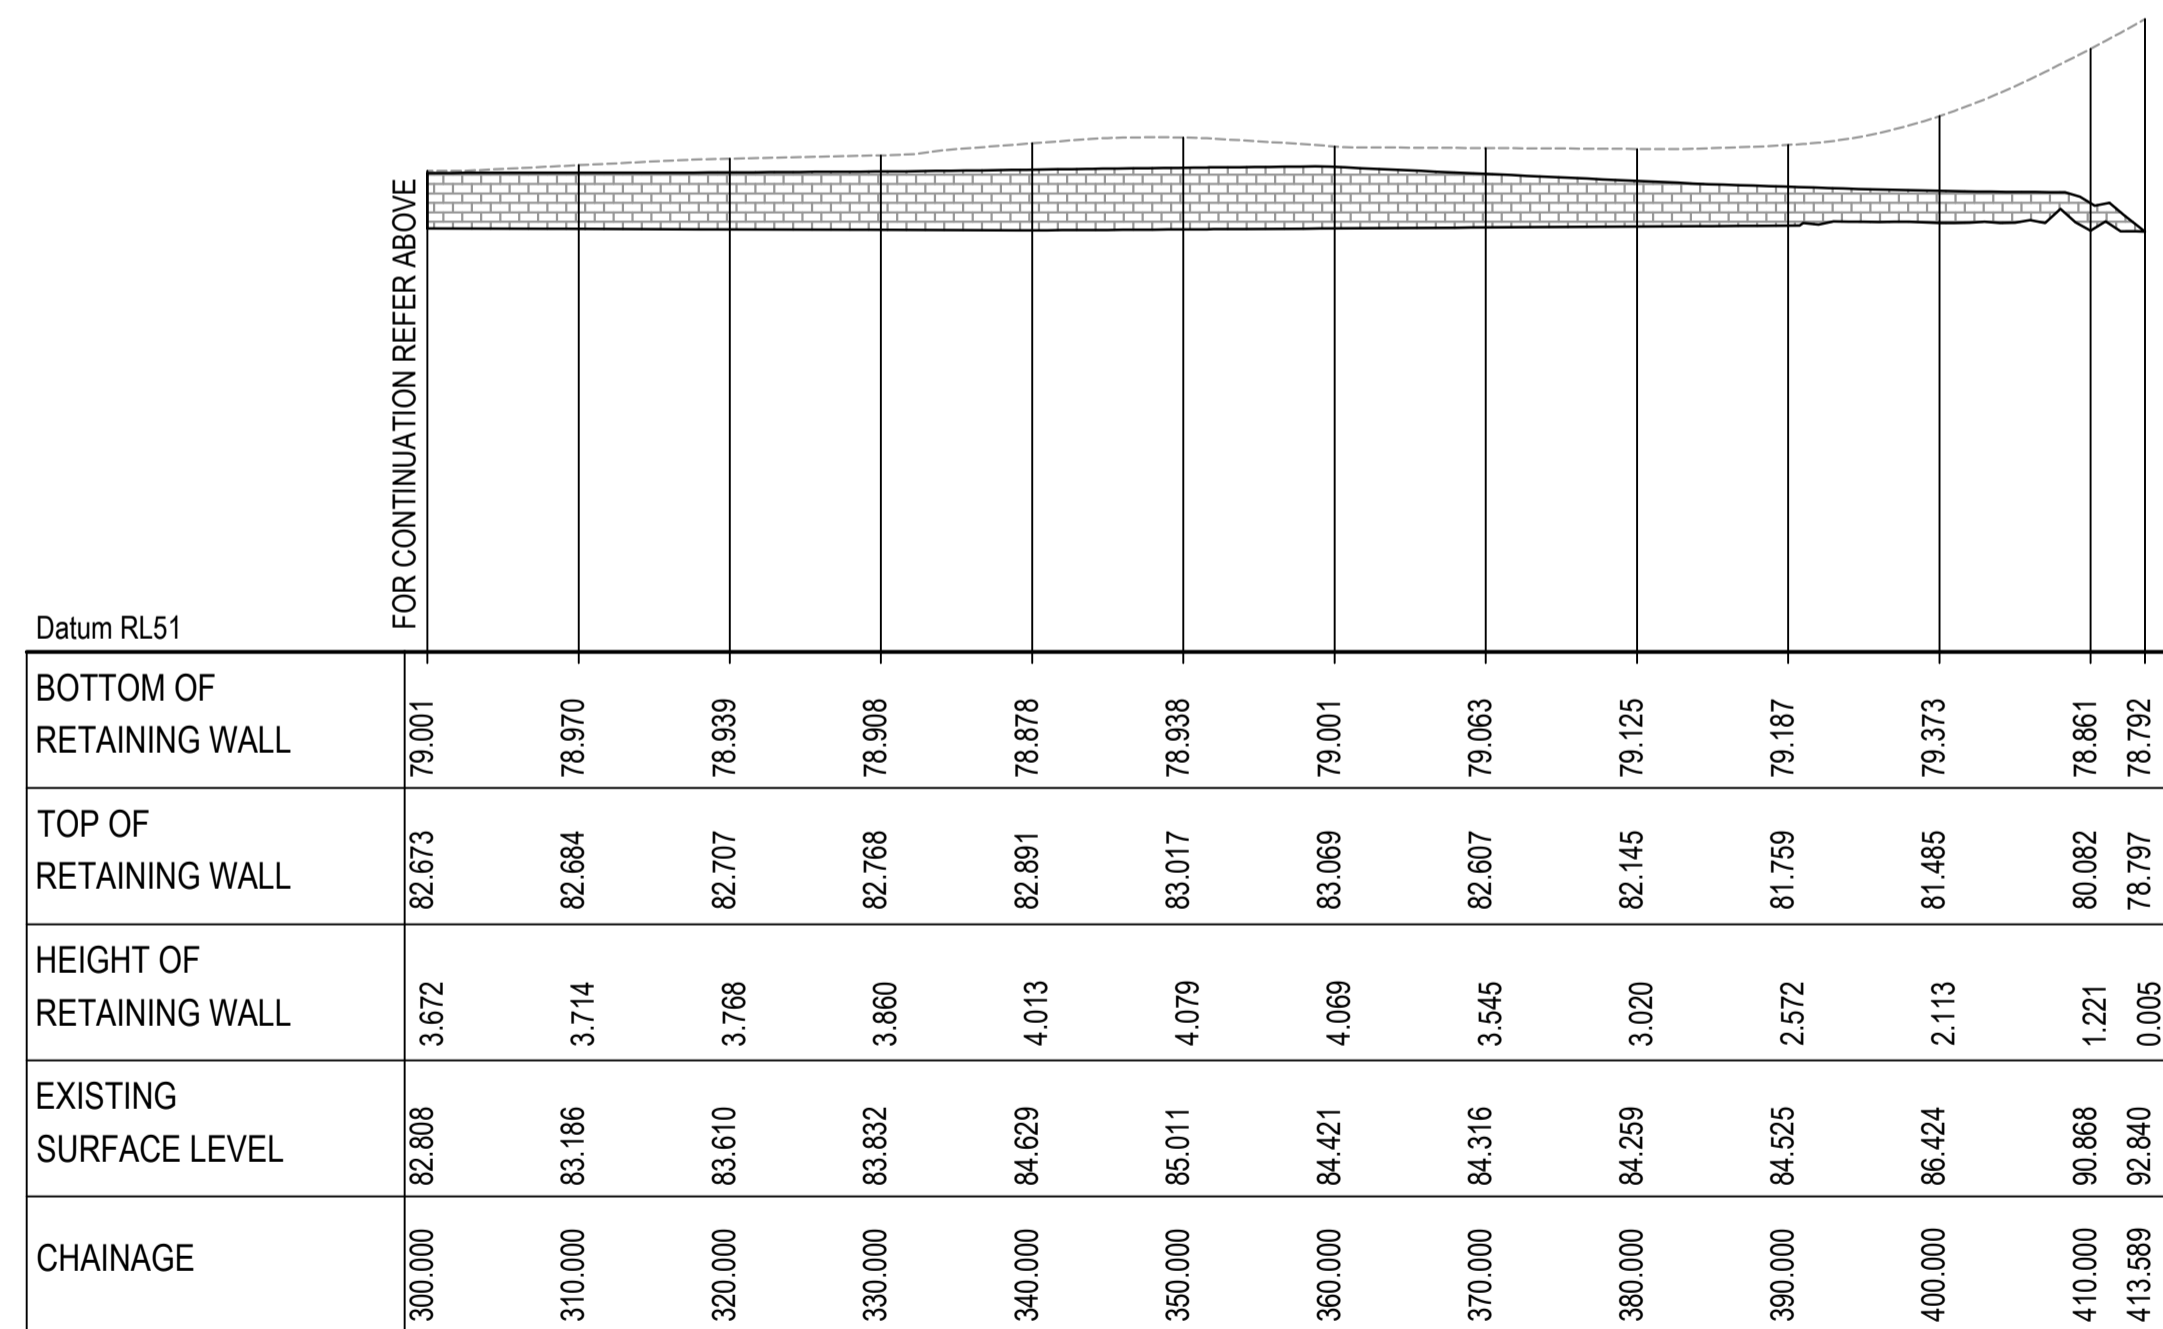 FOR CONTINUATION REFER ABOVE
Datum RL51
BOTTOM OF
RETAINING WALL
79.001 78.970 78.939 78.908 78.878 78.938 79.001 79.063 79.125 79.187 79.373 78.861 78.792
TOP OF
RETAINING WALL
82.673 82.684 82.707 82.768 82.891 83.017 83.069 82.607 82.145 81.759 81.485 80.082 78.797
HEIGHT OF
RETAINING WALL
3.672 3.714 3.768 3.860 4.013 4.079 4.069 3.545 3.020 2.572 2.113 1.221 0.005
EXISTING
SURFACE LEVEL
82.808 83.186 83.610 83.832 84.629 85.011 84.421 84.316 84.259 84.525 86.424 90.868 92.840
CHAINAGE
300.000 310.000 320.000 330.000 340.000 350.000 360.000 370.000 380.000 390.000 400.000 410.000 413.589